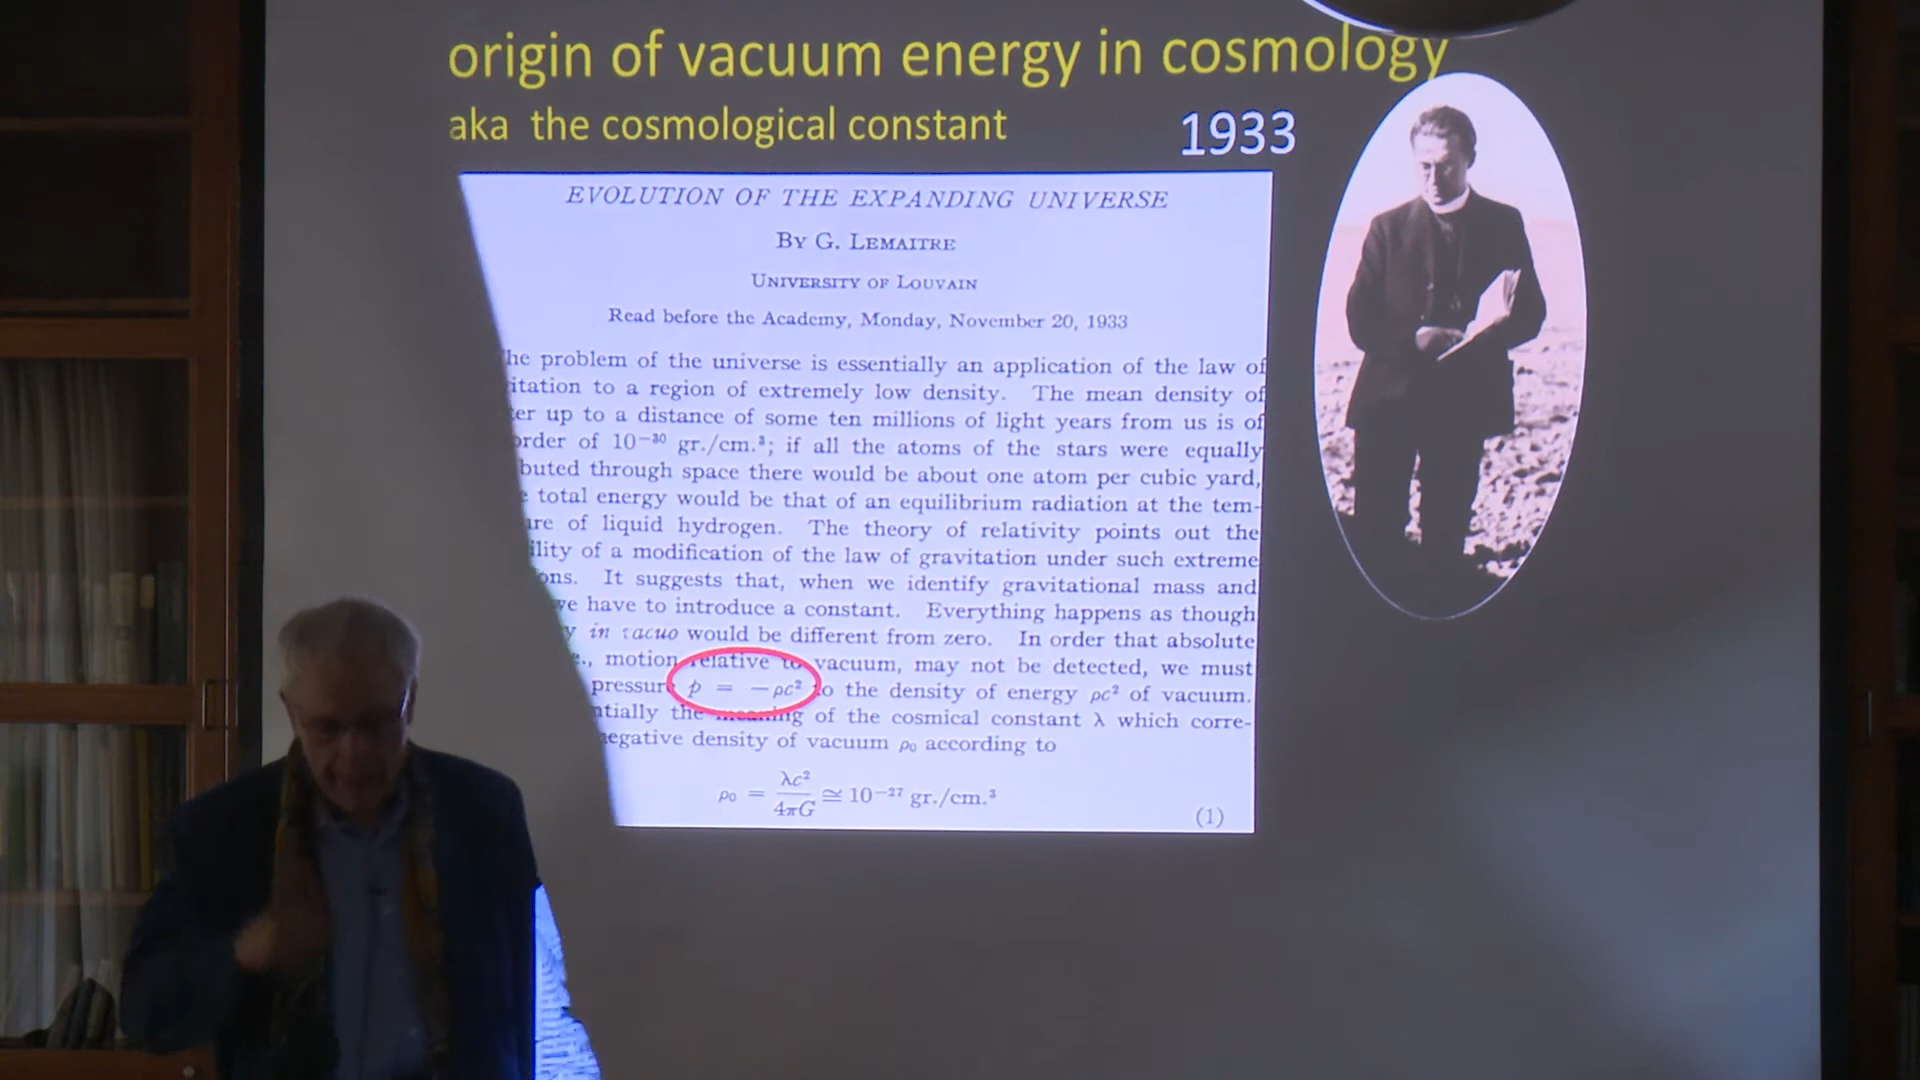 origin of vacuum energy in cosmology
aka the cosmological constant
1933
EVOLUTION OF THE EXPANDING UNIVERSE
BY G. LEMAITRE
UNIVERSITY OF LOUVAIN
Read before the Academy, Monday, November 20, 1933
he problem of the universe is essentially an application of the law of
itation to a region of extremely low density. The mean density of
er up to a distance of some ten millions of light years from us is of
order of 10⁻³⁰ gr./cm.³; if all the atoms of the stars were equally
buted through space there would be about one atom per cubic yard,
total energy would be that of an equilibrium radiation at the tem-
ure of liquid hydrogen. The theory of relativity points out the
ility of a modification of the law of gravitation under such extreme
ons. It suggests that, when we identify gravitational mass and
we have to introduce a constant. Everything happens as though
y in vacuo would be different from zero. In order that absolute
., motion relative to vacuum, may not be detected, we must
pressure p = −ρc² to the density of energy ρc² of vacuum.
ntially the meaning of the cosmical constant λ which corre-
negative density of vacuum ρ₀ according to
ρ₀ = λc²/4πG ≅ 10⁻²⁷ gr./cm.³
(1)